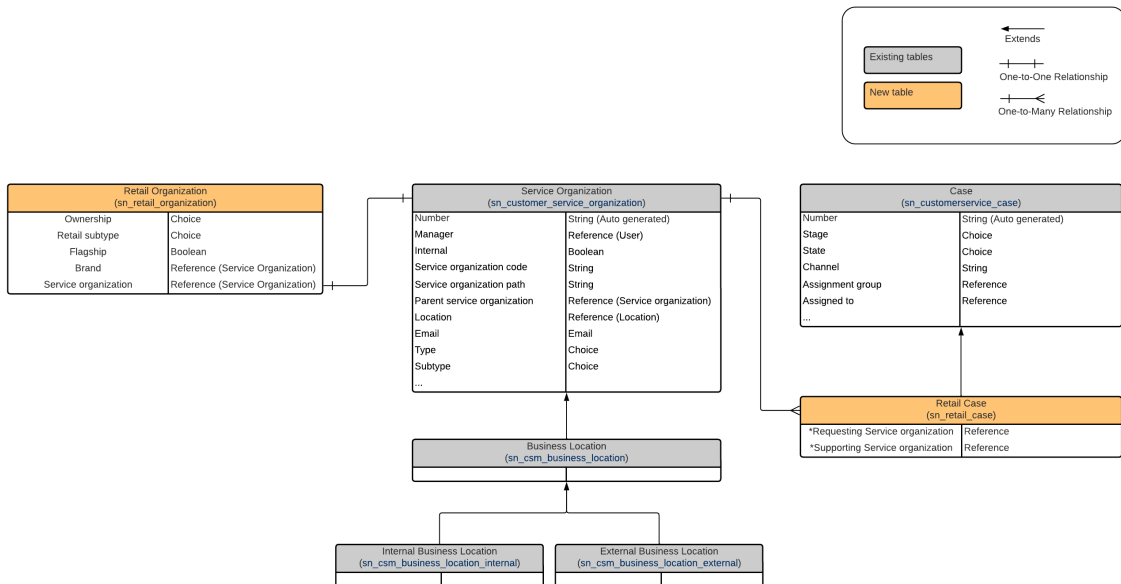 Extends
Existing tables
One-to-One Relationship
New table
One-to-Many Relationship
Retail Organization
(sn_retail_organization)
Ownership Choice
Retail subtype Choice
Flagship Boolean
Brand Reference (Service Organization)
Service organization Reference (Service Organization)
Service Organization
(sn_customer_service_organization)
Number String (Auto generated)
Manager Reference (User)
Internal Boolean
Service organization code String
Service organization path String
Parent service organization Reference (Service organization)
Location Reference (Location)
Email Email
Type Choice
Subtype Choice
...
Case
(sn_customerservice_case)
Number String (Auto generated)
Stage Choice
State Choice
Channel String
Assignment group Reference
Assigned to Reference
...
Retail Case
(sn_retail_case)
*Requesting Service organization Reference
*Supporting Service organization Reference
Business Location
(sn_csm_business_location)
Internal Business Location
(sn_csm_business_location_internal)
External Business Location
(sn_csm_business_location_external)